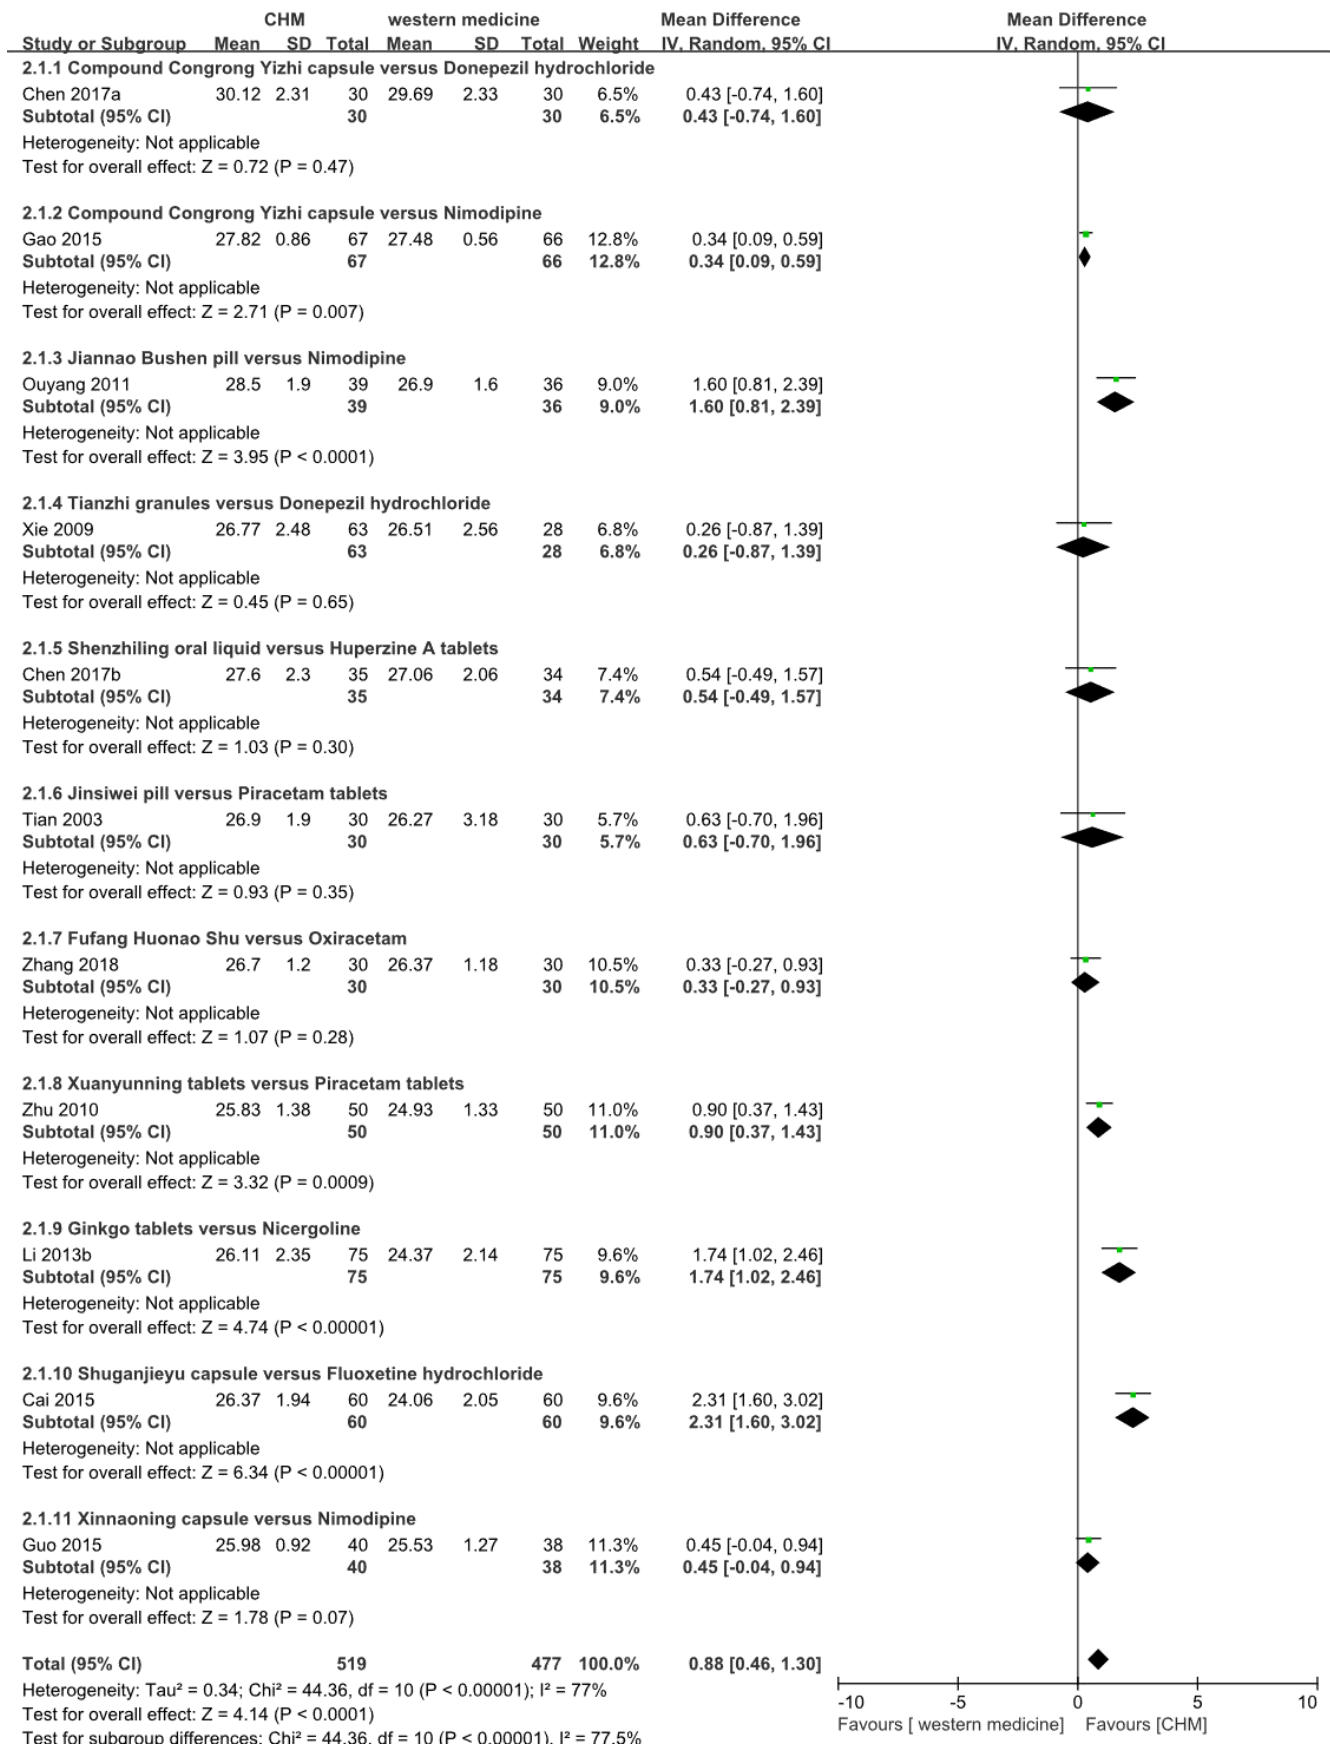 CHM western medicine Mean Difference Mean Difference
Study or Subgroup Mean SD Total Mean SD Total Weight IV, Random, 95% CI IV, Random, 95% CI
2.1.1 Compound Congrong Yizhi capsule versus Donepezil hydrochloride
Chen 2017a 30.12 2.31 30 29.69 2.33 30 6.5% 0.43 [-0.74, 1.60]
Subtotal (95% CI) 30 30 6.5% 0.43 [-0.74, 1.60]
Heterogeneity: Not applicable
Test for overall effect: Z = 0.72 (P = 0.47)
2.1.2 Compound Congrong Yizhi capsule versus Nimodipine
Gao 2015 27.82 0.86 67 27.48 0.56 66 12.8% 0.34 [0.09, 0.59]
Subtotal (95% CI) 67 66 12.8% 0.34 [0.09, 0.59]
Heterogeneity: Not applicable
Test for overall effect: Z = 2.71 (P = 0.007)
2.1.3 Jiannao Bushen pill versus Nimodipine
Ouyang 2011 28.5 1.9 39 26.9 1.6 36 9.0% 1.60 [0.81, 2.39]
Subtotal (95% CI) 39 36 9.0% 1.60 [0.81, 2.39]
Heterogeneity: Not applicable
Test for overall effect: Z = 3.95 (P < 0.0001)
2.1.4 Tianzhi granules versus Donepezil hydrochloride
Xie 2009 26.77 2.48 63 26.51 2.56 28 6.8% 0.26 [-0.87, 1.39]
Subtotal (95% CI) 63 28 6.8% 0.26 [-0.87, 1.39]
Heterogeneity: Not applicable
Test for overall effect: Z = 0.45 (P = 0.65)
2.1.5 Shenzhiling oral liquid versus Huperzine A tablets
Chen 2017b 27.6 2.3 35 27.06 2.06 34 7.4% 0.54 [-0.49, 1.57]
Subtotal (95% CI) 35 34 7.4% 0.54 [-0.49, 1.57]
Heterogeneity: Not applicable
Test for overall effect: Z = 1.03 (P = 0.30)
2.1.6 Jinsiwei pill versus Piracetam tablets
Tian 2003 26.9 1.9 30 26.27 3.18 30 5.7% 0.63 [-0.70, 1.96]
Subtotal (95% CI) 30 30 5.7% 0.63 [-0.70, 1.96]
Heterogeneity: Not applicable
Test for overall effect: Z = 0.93 (P = 0.35)
2.1.7 Fufang Huonao Shu versus Oxiracetam
Zhang 2018 26.7 1.2 30 26.37 1.18 30 10.5% 0.33 [-0.27, 0.93]
Subtotal (95% CI) 30 30 10.5% 0.33 [-0.27, 0.93]
Heterogeneity: Not applicable
Test for overall effect: Z = 1.07 (P = 0.28)
2.1.8 Xuanyunning tablets versus Piracetam tablets
Zhu 2010 25.83 1.38 50 24.93 1.33 50 11.0% 0.90 [0.37, 1.43]
Subtotal (95% CI) 50 50 11.0% 0.90 [0.37, 1.43]
Heterogeneity: Not applicable
Test for overall effect: Z = 3.32 (P = 0.0009)
2.1.9 Ginkgo tablets versus Nicergoline
Li 2013b 26.11 2.35 75 24.37 2.14 75 9.6% 1.74 [1.02, 2.46]
Subtotal (95% CI) 75 75 9.6% 1.74 [1.02, 2.46]
Heterogeneity: Not applicable
Test for overall effect: Z = 4.74 (P < 0.00001)
2.1.10 Shuganjieyu capsule versus Fluoxetine hydrochloride
Cai 2015 26.37 1.94 60 24.06 2.05 60 9.6% 2.31 [1.60, 3.02]
Subtotal (95% CI) 60 60 9.6% 2.31 [1.60, 3.02]
Heterogeneity: Not applicable
Test for overall effect: Z = 6.34 (P < 0.00001)
2.1.11 Xinnaoning capsule versus Nimodipine
Guo 2015 25.98 0.92 40 25.53 1.27 38 11.3% 0.45 [-0.04, 0.94]
Subtotal (95% CI) 40 38 11.3% 0.45 [-0.04, 0.94]
Heterogeneity: Not applicable
Test for overall effect: Z = 1.78 (P = 0.07)
Total (95% CI) 519 477 100.0% 0.88 [0.46, 1.30]
Heterogeneity: Tau² = 0.34; Chi² = 44.36, df = 10 (P < 0.00001); I² = 77%
Test for overall effect: Z = 4.14 (P < 0.0001)
Test for subgroup differences: Chi² = 44.36, df = 10 (P < 0.00001), I² = 77.5%
-10 -5 0 5 10
Favours [ western medicine] Favours [CHM]